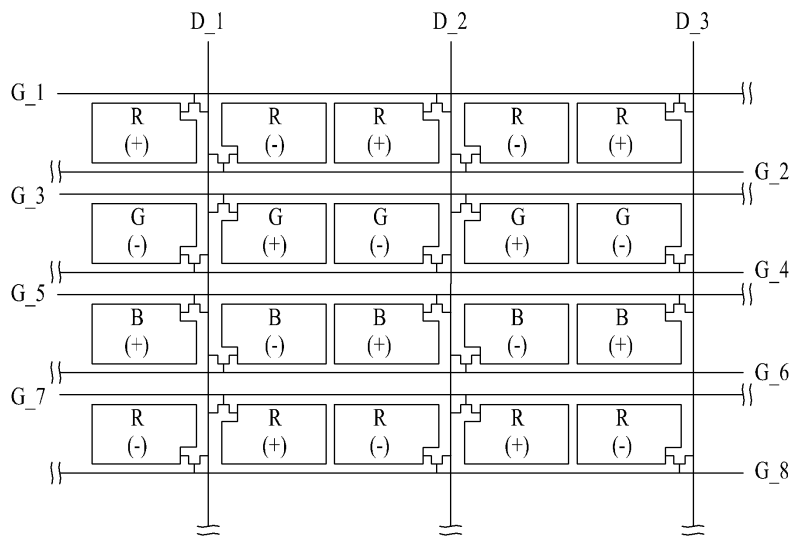 D_1 D_2 D_3
G_1
R R R R R
(+) (-) (+) (-) (+)
G_2
G_3
G G G G G
(-) (+) (-) (+) (-)
G_4
G_5
B B B B B
(+) (-) (+) (-) (+)
G_6
G_7
R R R R R
(-) (+) (-) (+) (-)
G_8